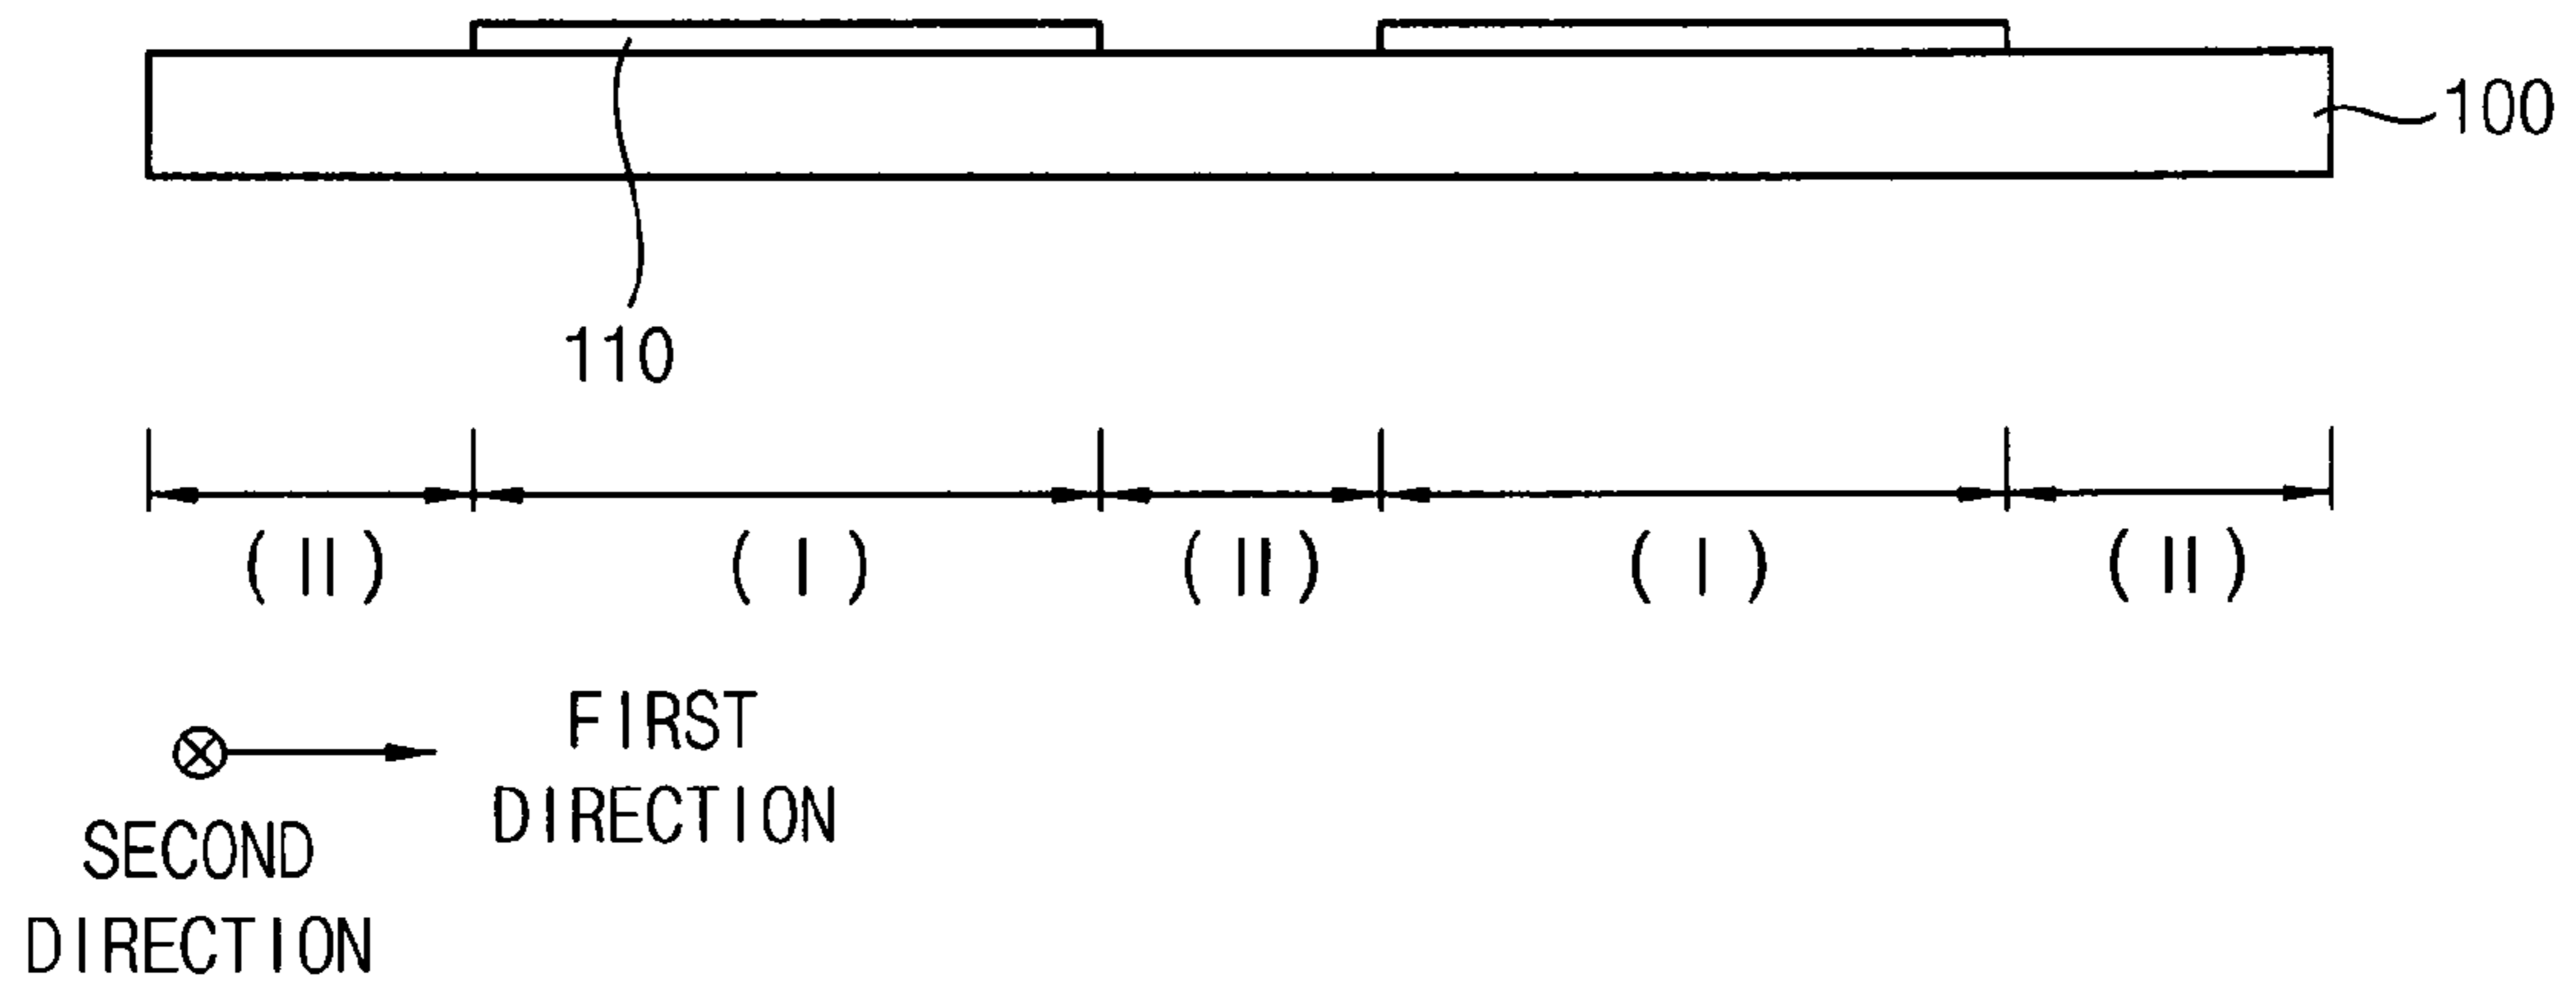 100
110
(II) (I) (II) (I) (II)
FIRST
DIRECTION
SECOND
DIRECTION